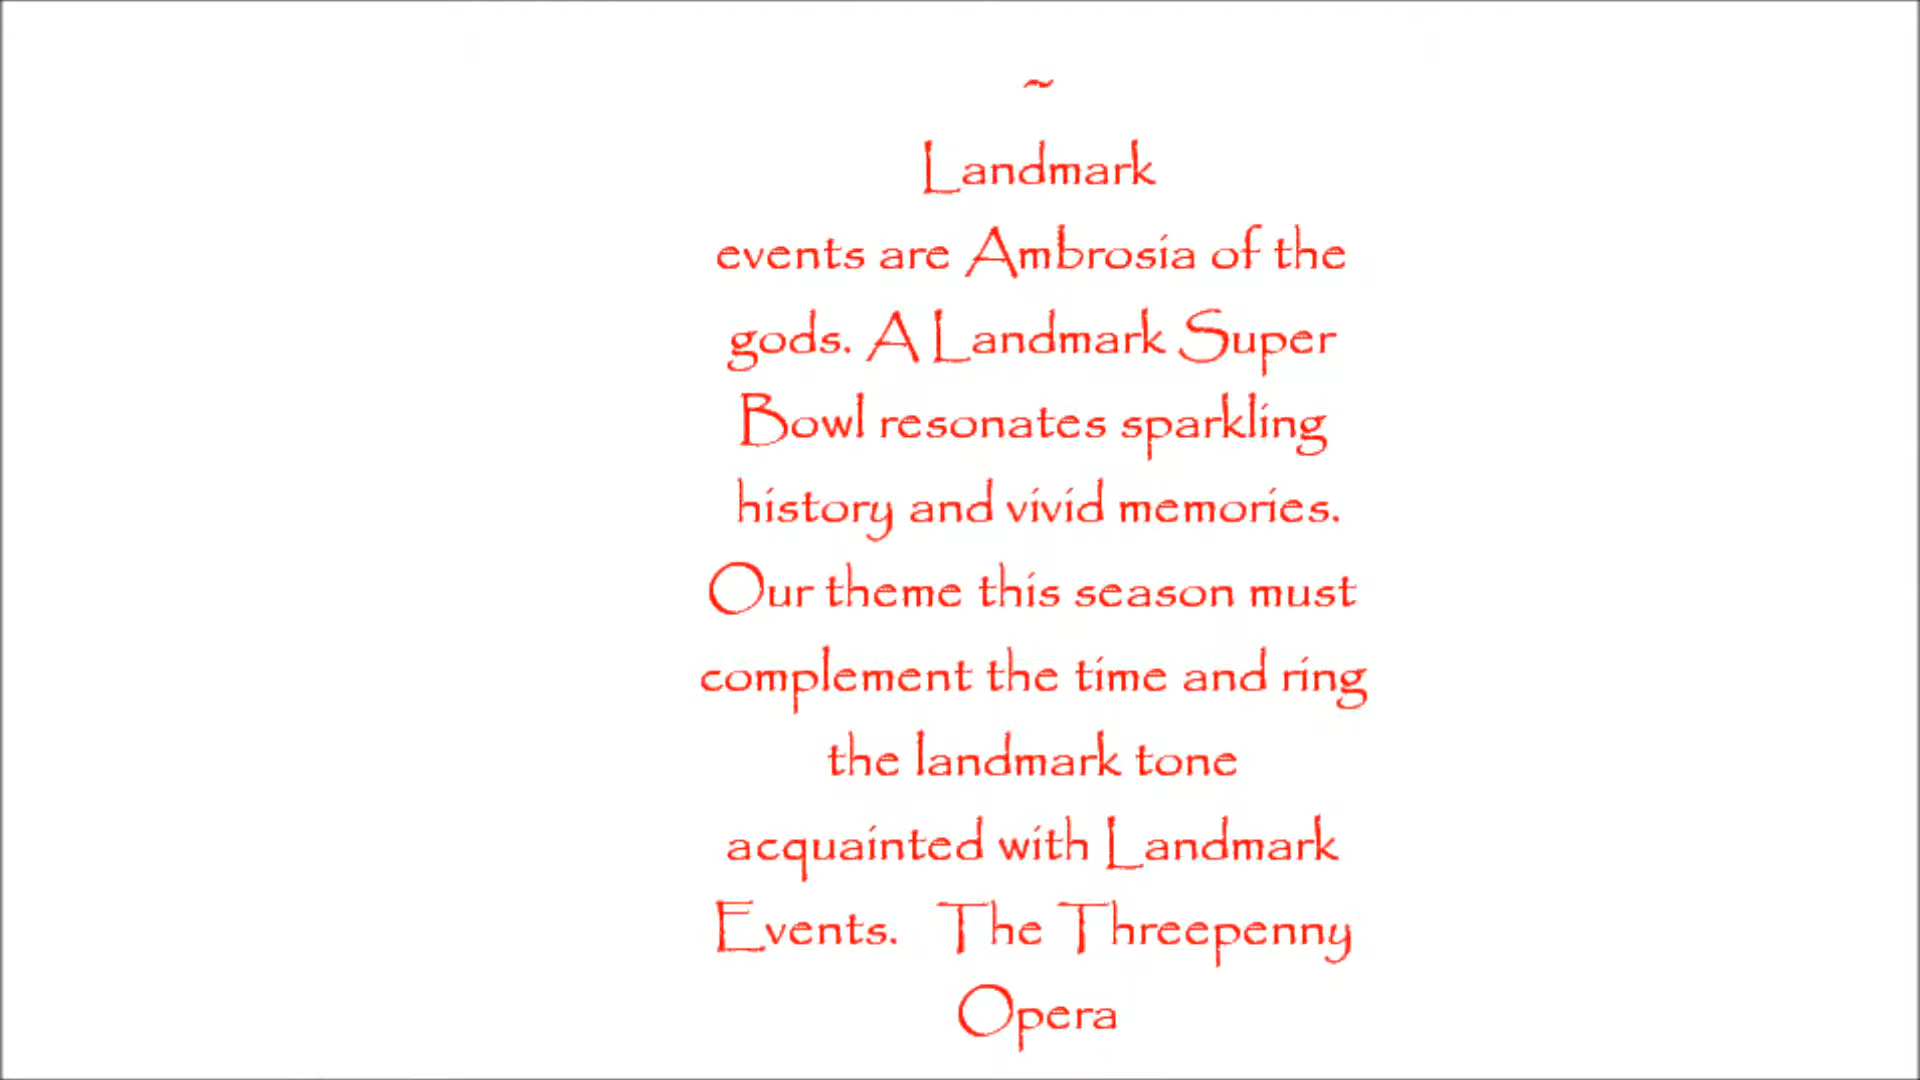 ~
Landmark
events are Ambrosia of the
gods. A Landmark Super
Bowl resonates sparkling
history and vivid memories.
Our theme this season must
complement the time and ring
the landmark tone
acquainted with Landmark
Events.   The Threepenny
Opera